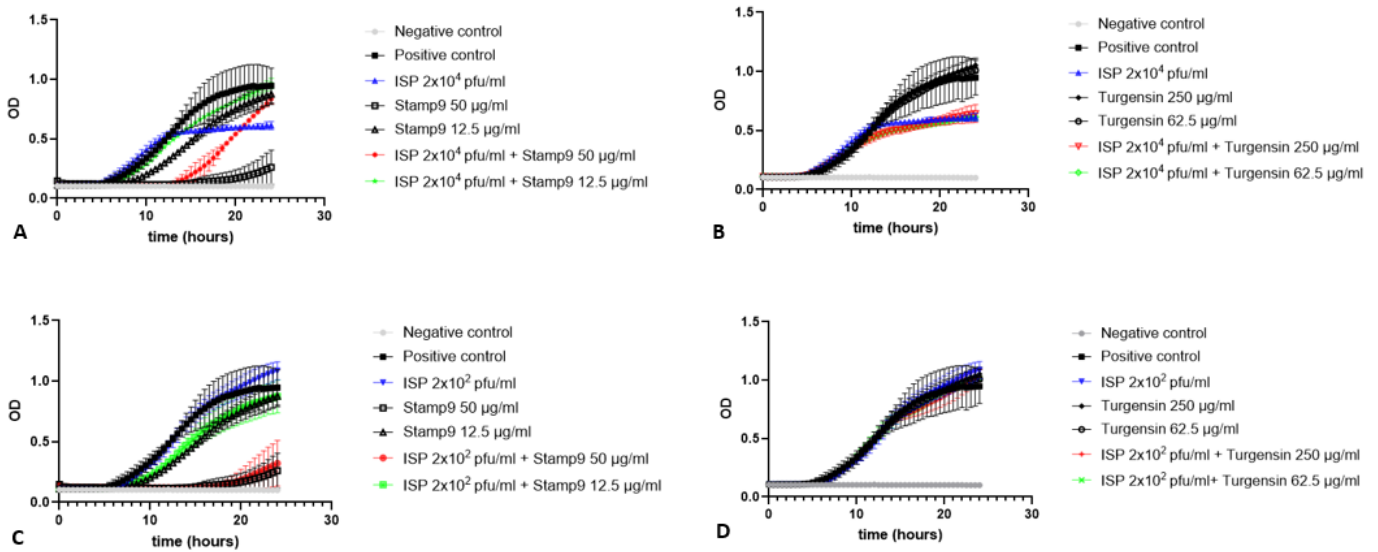 1.5
1.0
0.5
0.0
OD
0
10
20
30
time (hours)
A
Negative control
Positive control
ISP 2x10⁴ pfu/ml
Stamp9 50 µg/ml
Stamp9 12.5 µg/ml
ISP 2x10⁴ pfu/ml + Stamp9 50 µg/ml
ISP 2x10⁴ pfu/ml + Stamp9 12.5 µg/ml
1.5
1.0
0.5
0.0
OD
0
10
20
30
time (hours)
B
Negative control
Positive control
ISP 2x10⁴ pfu/ml
Turgensin 250 µg/ml
Turgensin 62.5 µg/ml
ISP 2x10⁴ pfu/ml + Turgensin 250 µg/ml
ISP 2x10⁴ pfu/ml + Turgensin 62.5 µg/ml
1.5
1.0
0.5
0.0
OD
0
10
20
30
time (hours)
C
Negative control
Positive control
ISP 2x10² pfu/ml
Stamp9 50 µg/ml
Stamp9 12.5 µg/ml
ISP 2x10² pfu/ml + Stamp9 50 µg/ml
ISP 2x10² pfu/ml + Stamp9 12.5 µg/ml
1.5
1.0
0.5
0.0
OD
0
10
20
30
time (hours)
D
Negative control
Positive control
ISP 2x10² pfu/ml
Turgensin 250 µg/ml
Turgensin 62.5 µg/ml
ISP 2x10² pfu/ml + Turgensin 250 µg/ml
ISP 2x10² pfu/ml+ Turgensin 62.5 µg/ml